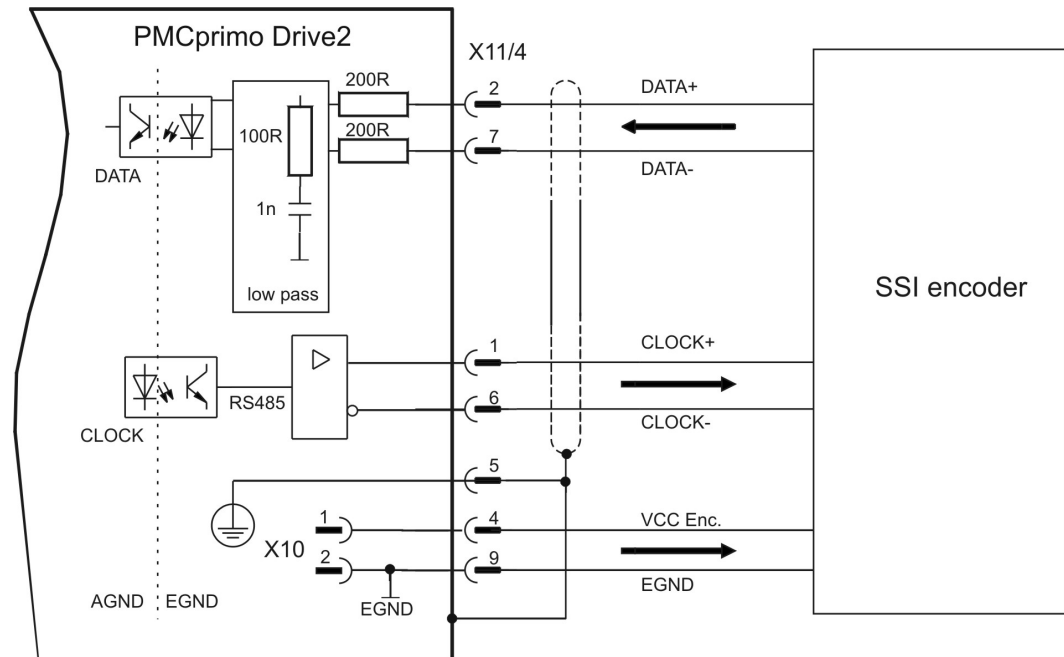 PMCprimo Drive2
X11/4
200R
2
DATA+
100R
200R
7
DATA-
DATA
1n
low pass
SSI encoder
1
CLOCK+
RS485
6
CLOCK-
CLOCK
5
1
4
VCC Enc.
X10
2
9
EGND
EGND
AGND
EGND